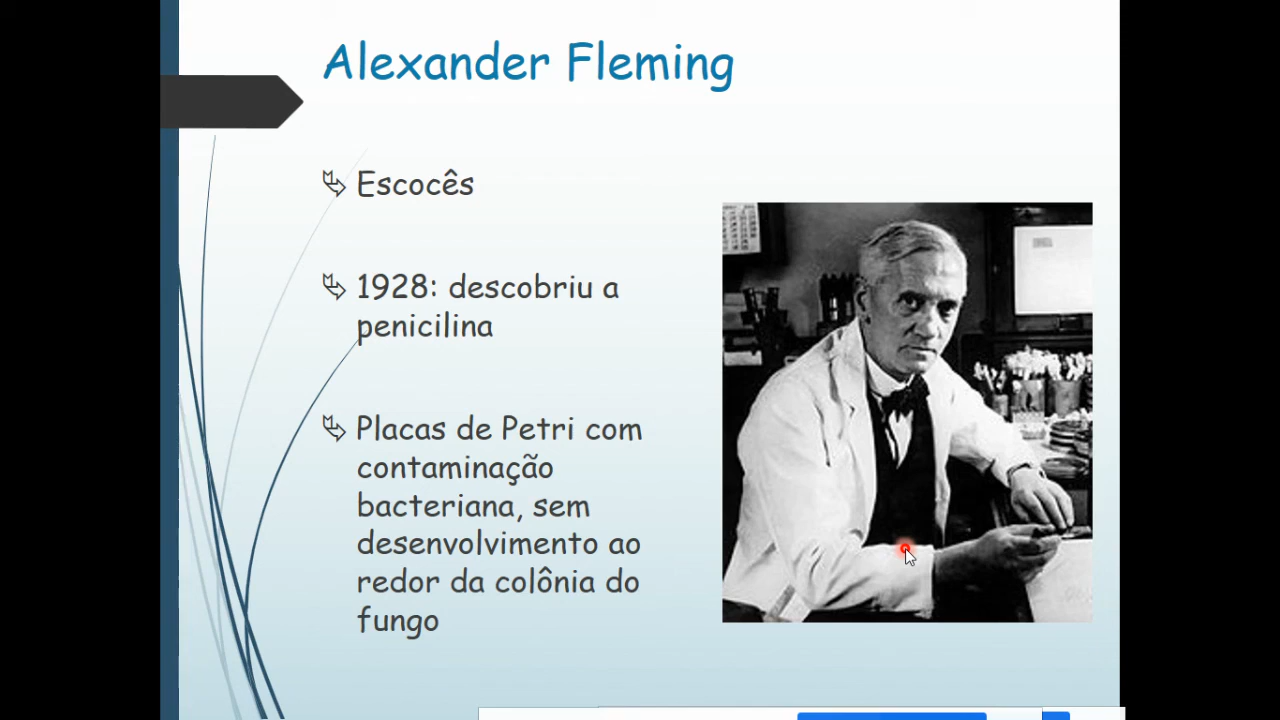 Alexander Fleming
Escocês
1928: descobriu a
penicilina
Placas de Petri com
contaminação
bacteriana, sem
desenvolvimento ao
redor da colônia do
fungo